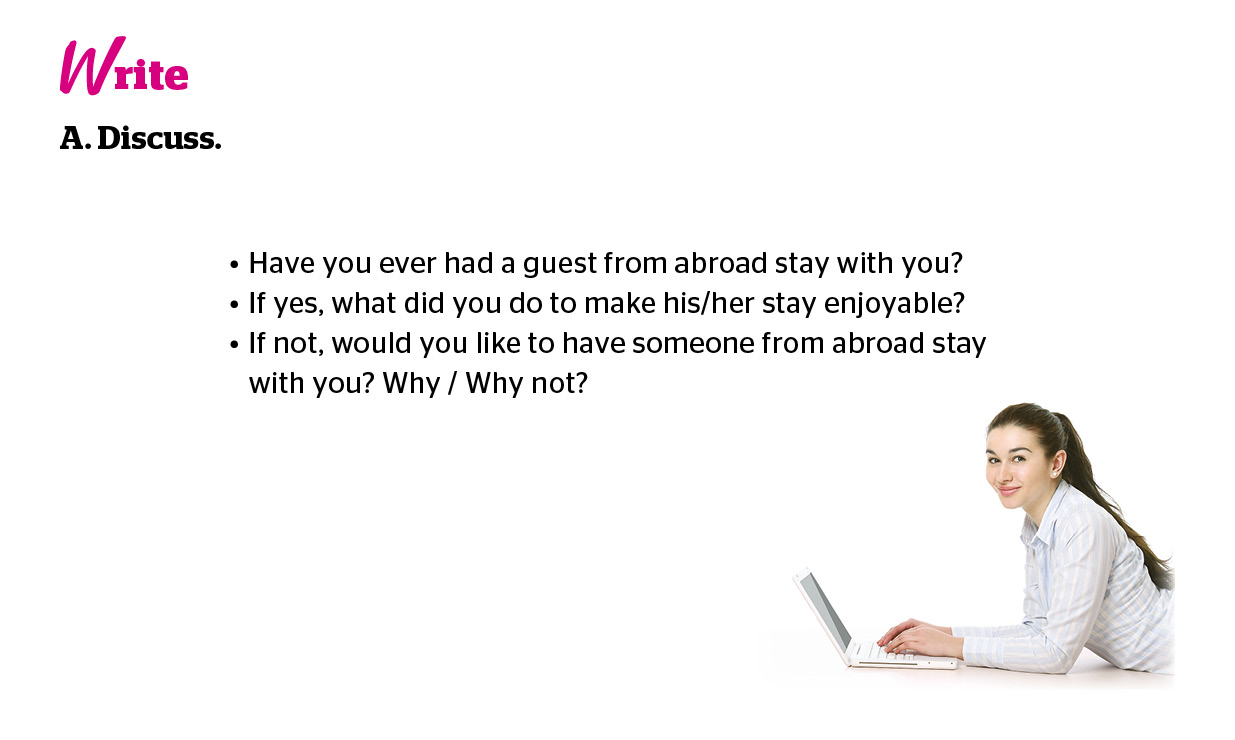 Write
A. Discuss.
• Have you ever had a guest from abroad stay with you?
• If yes, what did you do to make his/her stay enjoyable?
• If not, would you like to have someone from abroad stay
with you? Why / Why not?